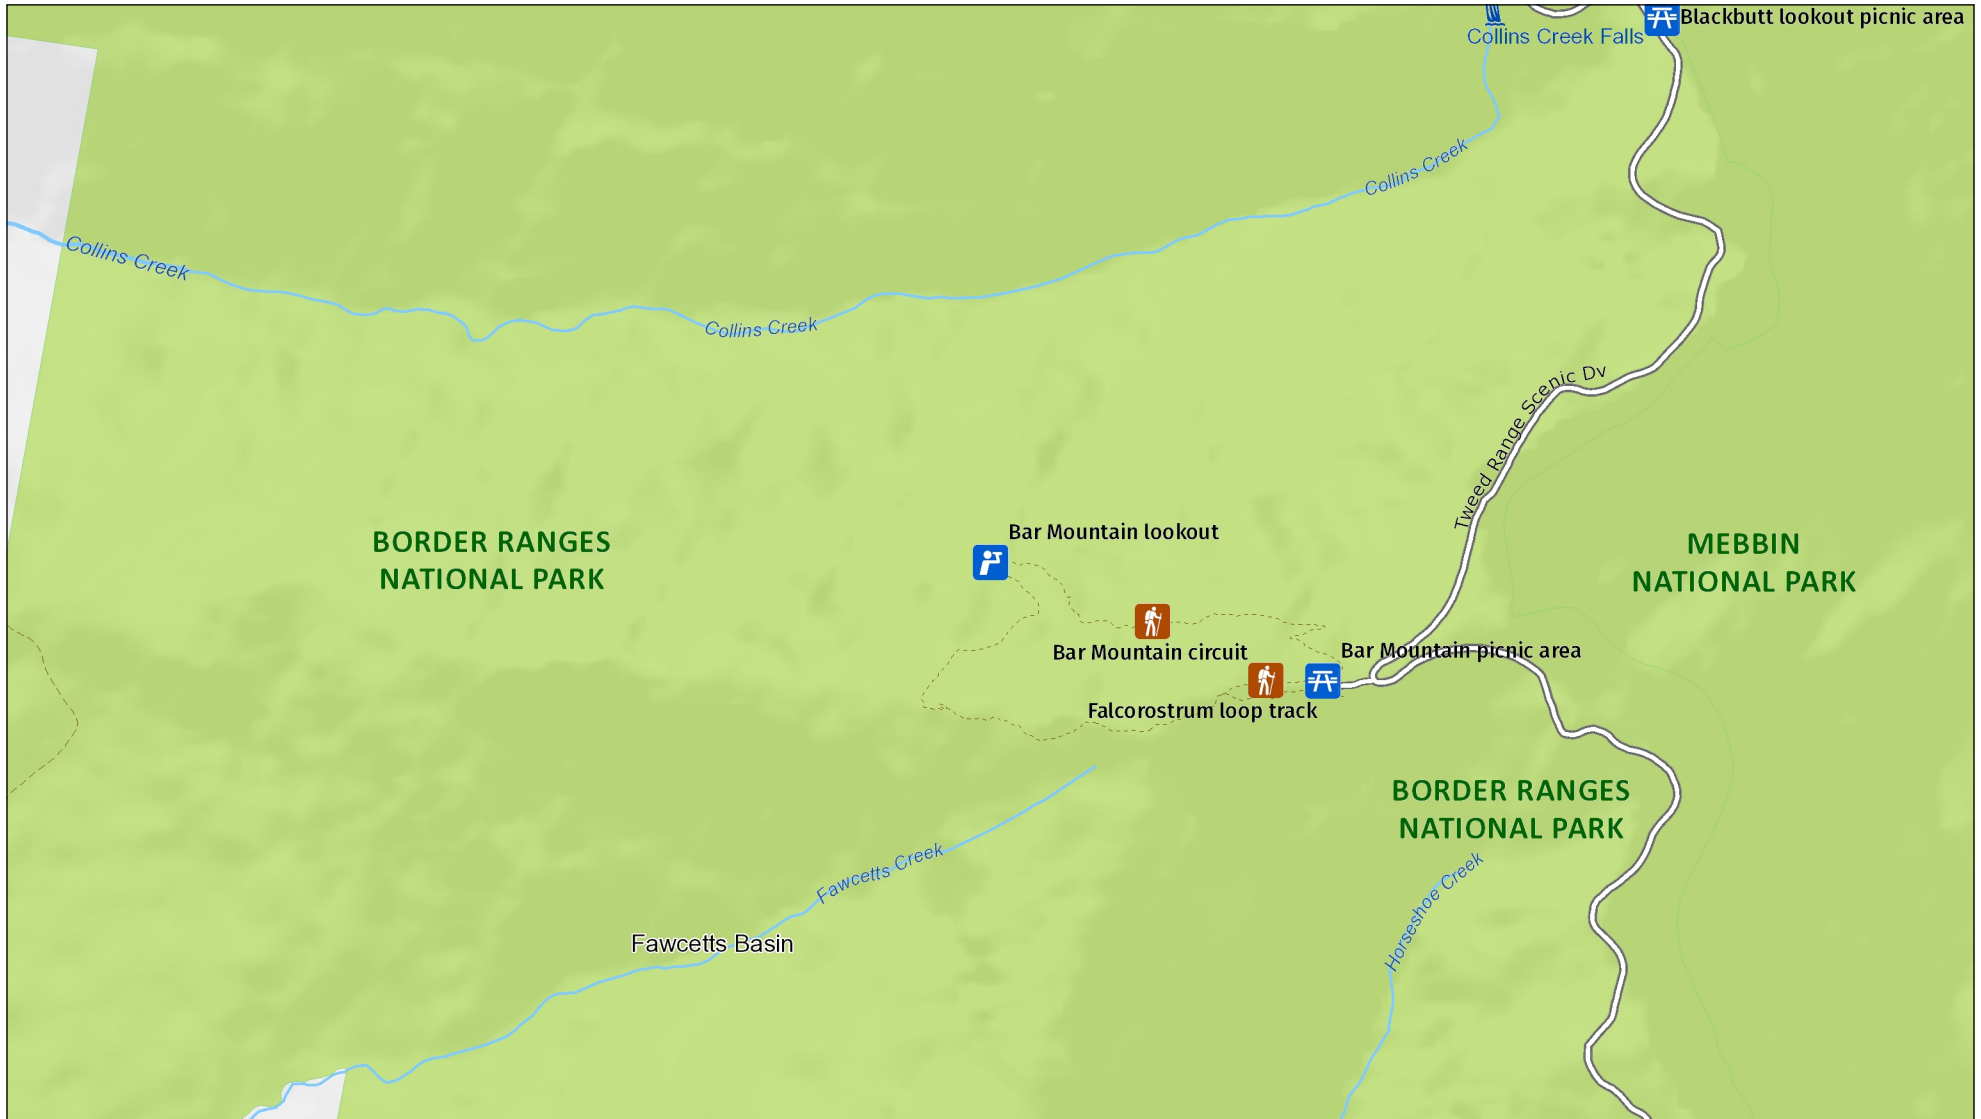 Blackbutt lookout picnic area
Collins Creek Falls
Collins Creek
Collins Creek
Collins Creek
Tweed Range Scenic Dv
Bar Mountain lookout
BORDER RANGES
NATIONAL PARK
MEBBIN
NATIONAL PARK
Bar Mountain circuit
Bar Mountain picnic area
Falcorostrum loop track
BORDER RANGES
NATIONAL PARK
Fawcetts Creek
Horseshoe Creek
Fawcetts Basin